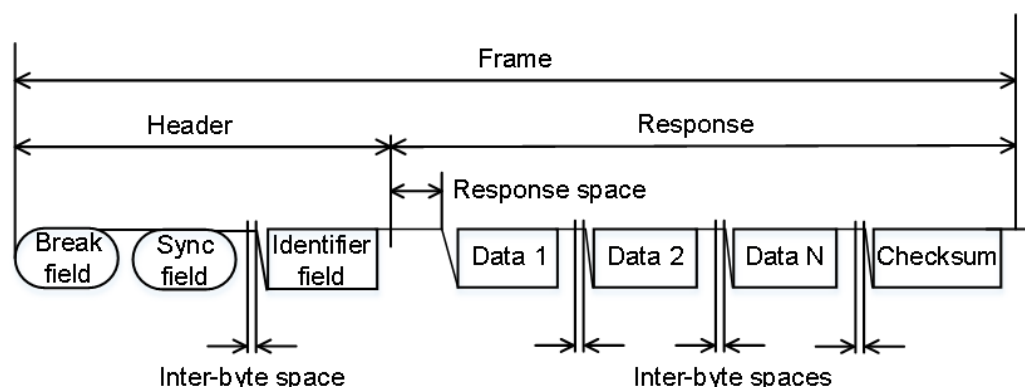 Frame
Header
Response
Response space
Break
field
Sync
field
Identifier
field
Data 1
Data 2
Data N
Checksum
Inter-byte space
Inter-byte spaces